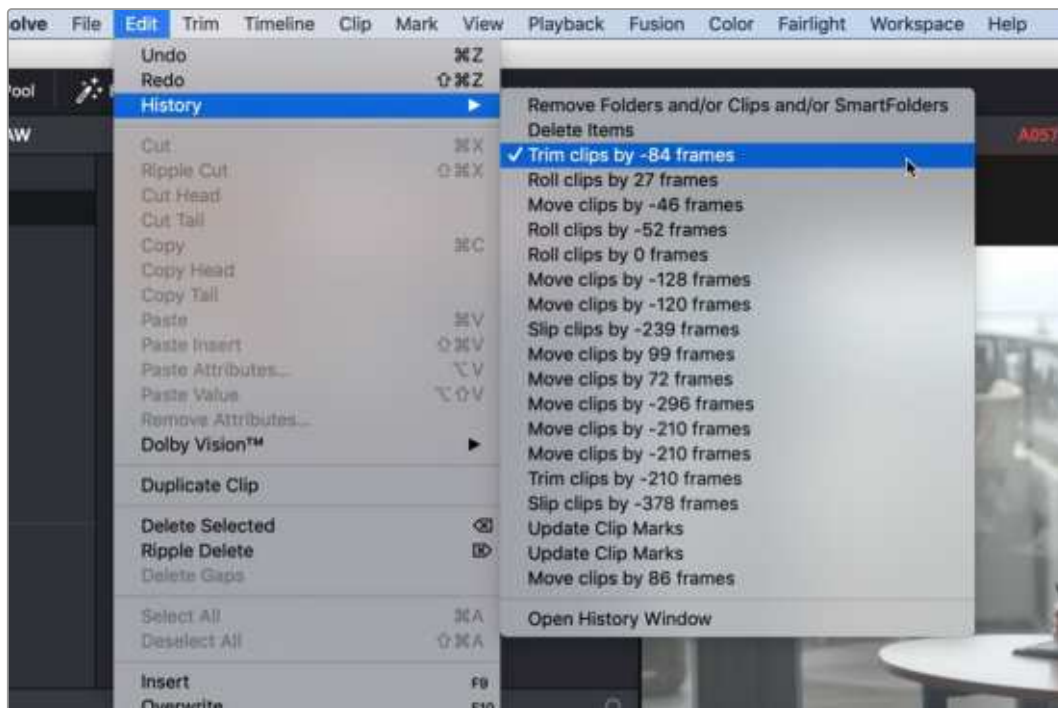 olve File Edit Trim Timeline Clip Mark View Playback Fusion Color Fairlight Workspace Help
ool
AW
A057
Undo ⌘Z
Redo ⇧⌘Z
History ▶
Cut ⌘X
Ripple Cut ⇧⌘X
Cut Head
Cut Tail
Copy ⌘C
Copy Head
Copy Tail
Paste ⌘V
Paste Insert ⇧⌘V
Paste Attributes... ⌥V
Paste Value ⌥⇧V
Remove Attributes...
Dolby Vision™ ▶
Duplicate Clip
Delete Selected ⌫
Ripple Delete ⌦
Delete Gaps
Select All ⌘A
Deselect All ⇧⌘A
Insert F9
Overwrite F10
Remove Folders and/or Clips and/or SmartFolders
Delete Items
✓ Trim clips by -84 frames
Roll clips by 27 frames
Move clips by -46 frames
Roll clips by -52 frames
Roll clips by 0 frames
Move clips by -128 frames
Move clips by -120 frames
Slip clips by -239 frames
Move clips by 99 frames
Move clips by 72 frames
Move clips by -296 frames
Move clips by -210 frames
Move clips by -210 frames
Trim clips by -210 frames
Slip clips by -378 frames
Update Clip Marks
Update Clip Marks
Move clips by 86 frames
Open History Window